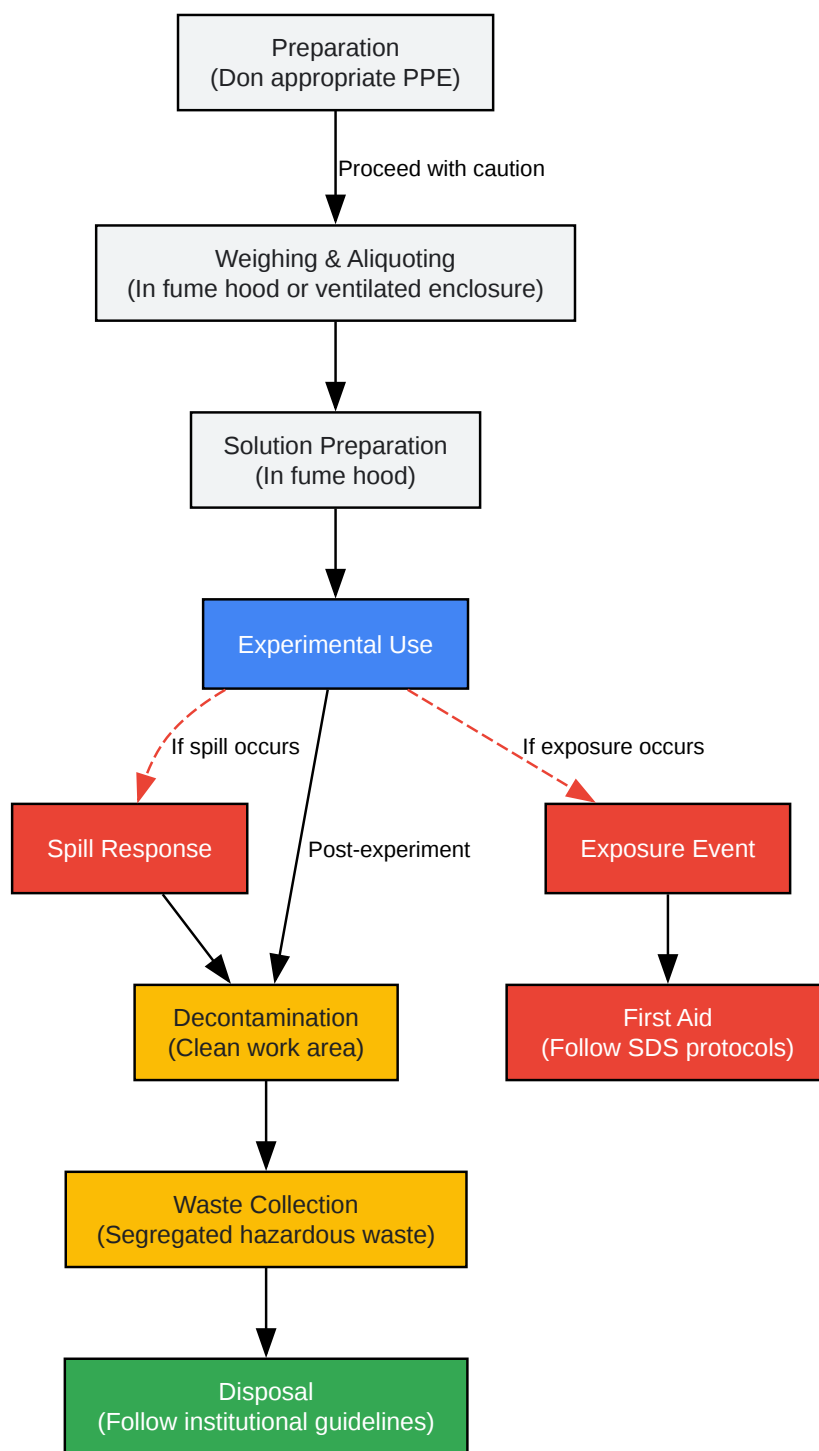 Preparation
(Don appropriate PPE)
Proceed with caution
Weighing & Aliquoting
(In fume hood or ventilated enclosure)
Solution Preparation
(In fume hood)
Experimental Use
If spill occurs
If exposure occurs
Spill Response
Post-experiment
Exposure Event
Decontamination
(Clean work area)
First Aid
(Follow SDS protocols)
Waste Collection
(Segregated hazardous waste)
Disposal
(Follow institutional guidelines)